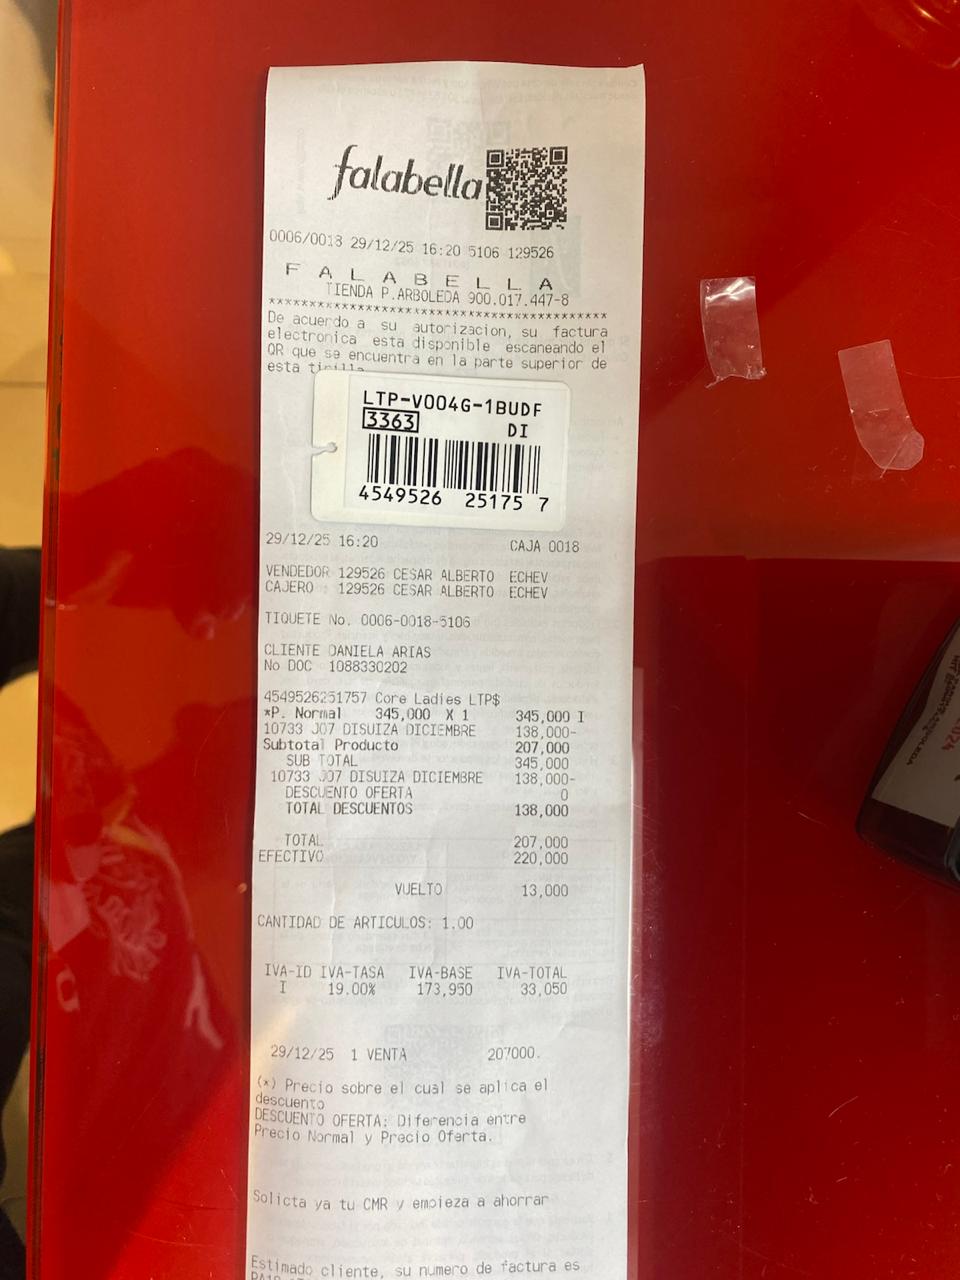 falabella
0006/0018 29/12/25 16:20 5106 129526
F A L A B E L L A
TIENDA P.ARBOLEDA 900.017.447-8
******************************************
De acuerdo a su autorizacion, su factura
electronica esta disponible escaneando el
QR que se encuentra en la parte superior de
esta tirilla
LTP-V004G-1BUDF
3363 DI
4549526 25175 7
29/12/25 16:20 CAJA 0018
VENDEDOR 129526 CESAR ALBERTO ECHEV
CAJERO : 129526 CESAR ALBERTO ECHEV
TIQUETE No. 0006-0018-5106
CLIENTE DANIELA ARIAS
No DOC 1088330202
4549526251757 Core Ladies LTP$
*P. Normal 345,000 X 1 345,000 I
10733 J07 DISUIZA DICIEMBRE 138,000-
Subtotal Producto 207,000
SUB TOTAL 345,000
10733 J07 DISUIZA DICIEMBRE 138,000-
DESCUENTO OFERTA 0
TOTAL DESCUENTOS 138,000
TOTAL 207,000
EFECTIVO 220,000
VUELTO 13,000
CANTIDAD DE ARTICULOS: 1.00
IVA-ID IVA-TASA IVA-BASE IVA-TOTAL
I 19.00% 173,950 33,050
29/12/25 1 VENTA 207000.
(*) Precio sobre el cual se aplica el
descuento
DESCUENTO OFERTA: Diferencia entre
Precio Normal y Precio Oferta.
Solicta ya tu CMR y empieza a ahorrar
Estimado cliente, su numero de factura es